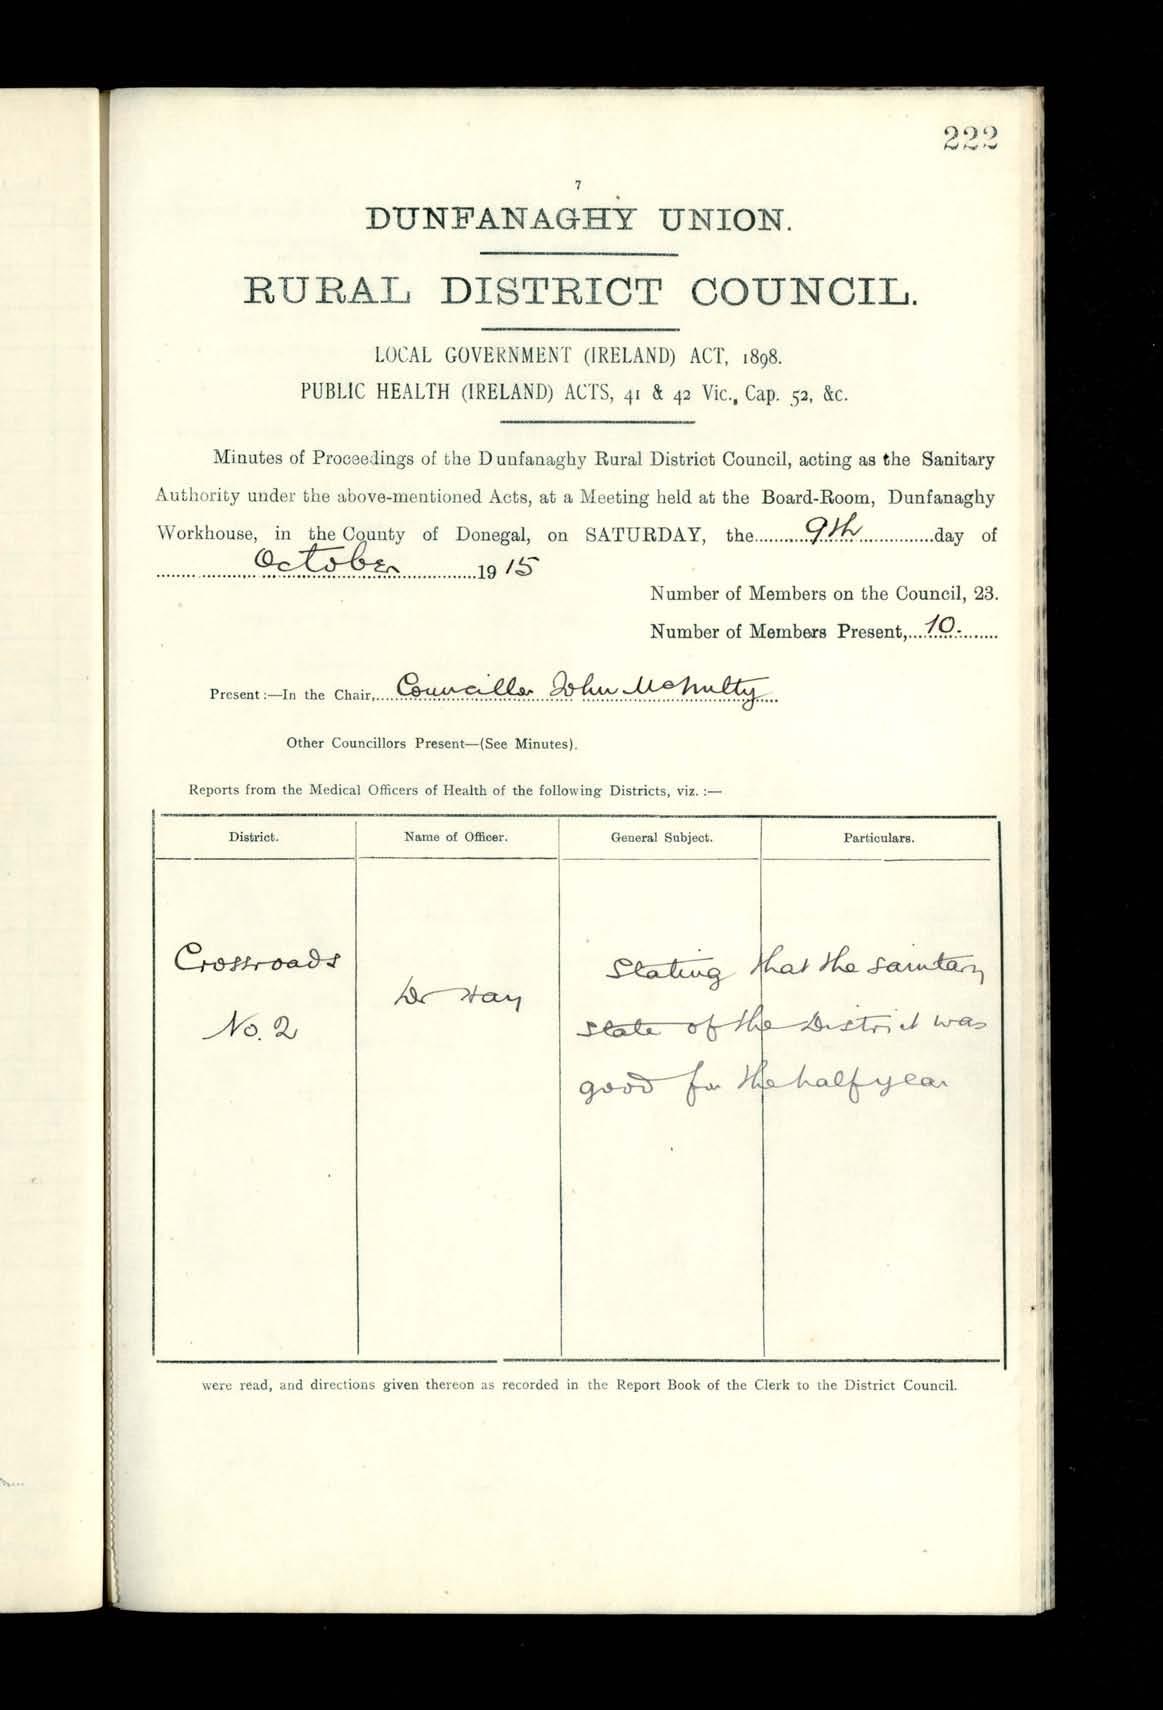 222
7
DUNFANAGHY UNION.
RURAL DISTRICT COUNCIL.
LOCAL GOVERNMENT (IRELAND) ACT, 1898.
PUBLIC HEALTH (IRELAND) ACTS, 41 & 42 Vic., Cap. 52, &c.
Minutes of Proceedings of the Dunfanaghy Rural District Council, acting as the Sanitary
Authority under the above-mentioned Acts, at a Meeting held at the Board-Room, Dunfanaghy
Workhouse, in the County of Donegal, on SATURDAY, the 9th day of
October 1915
Number of Members on the Council, 23.
Number of Members Present, 10.
Present:—In the Chair, Councillor John McNulty
Other Councillors Present—(See Minutes).
Reports from the Medical Officers of Health of the following Districts, viz. :—
District. Name of Officer. General Subject. Particulars.
Crossroads
No. 2
Dr Hay
Stating that the sanitary
state of the District was
good for the half year
were read, and directions given thereon as recorded in the Report Book of the Clerk to the District Council.